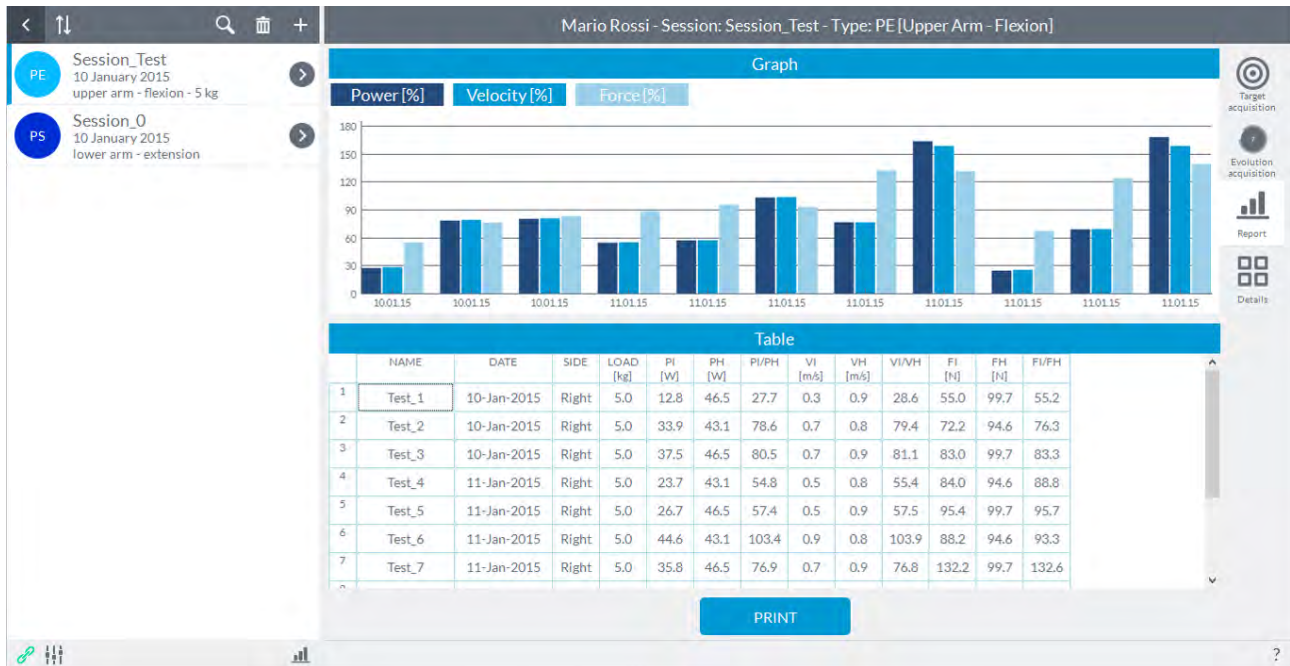 Mario Rossi - Session: Session_Test - Type: PE [Upper Arm - Flexion]
PE
Session_Test
10 January 2015
upper arm - flexion - 5 kg
PS
Session_0
10 January 2015
lower arm - extension
Graph
Power [%] Velocity [%] Force [%]
180
150
120
90
60
30
0
10.01.15 10.01.15 10.01.15 11.01.15 11.01.15 11.01.15 11.01.15 11.01.15 11.01.15 11.01.15 11.01.15
Target
acquisition
Evolution
acquisition
Report
Details
Table
NAME DATE SIDE LOAD PI PH PI/PH VI VH VI/VH FI FH FI/FH
[kg] [W] [W] [m/s] [m/s] [N] [N]
1 Test_1 10-Jan-2015 Right 5.0 12.8 46.5 27.7 0.3 0.9 28.6 55.0 99.7 55.2
2 Test_2 10-Jan-2015 Right 5.0 33.9 43.1 78.6 0.7 0.8 79.4 72.2 94.6 76.3
3 Test_3 10-Jan-2015 Right 5.0 37.5 46.5 80.5 0.7 0.9 81.1 83.0 99.7 83.3
4 Test_4 11-Jan-2015 Right 5.0 23.7 43.1 54.8 0.5 0.8 55.4 84.0 94.6 88.8
5 Test_5 11-Jan-2015 Right 5.0 26.7 46.5 57.4 0.5 0.9 57.5 95.4 99.7 95.7
6 Test_6 11-Jan-2015 Right 5.0 44.6 43.1 103.4 0.9 0.8 103.9 88.2 94.6 93.3
7 Test_7 11-Jan-2015 Right 5.0 35.8 46.5 76.9 0.7 0.9 76.8 132.2 99.7 132.6
PRINT
?